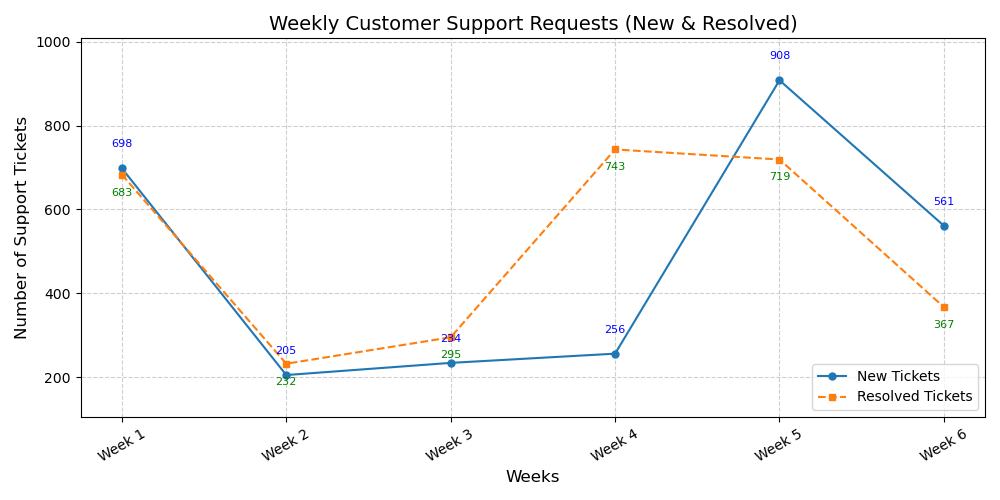 Weekly Customer Support Requests (New & Resolved)
Number of Support Tickets
1000
800
600
400
200
698
683
205
232
234
295
256
743
908
719
561
367
New Tickets
Resolved Tickets
Week 1
Week 2
Week 3
Week 4
Week 5
Week 6
Weeks